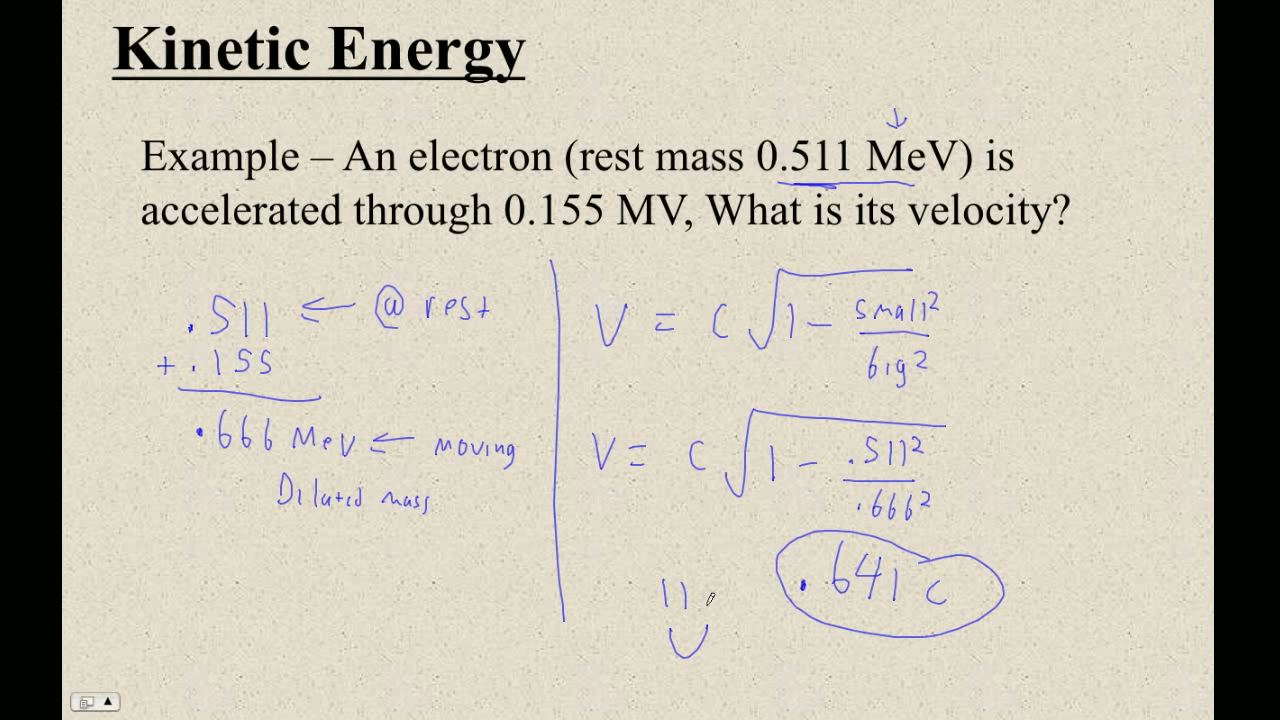 Kinetic Energy
Example – An electron (rest mass 0.511 MeV) is
accelerated through 0.155 MV, What is its velocity?
.511 ← @ rest
+ .155
.666 MeV ← moving
Dilated mass
V = c √1 - small²
big²
V = c √1 - .511²
.666²
.641 c